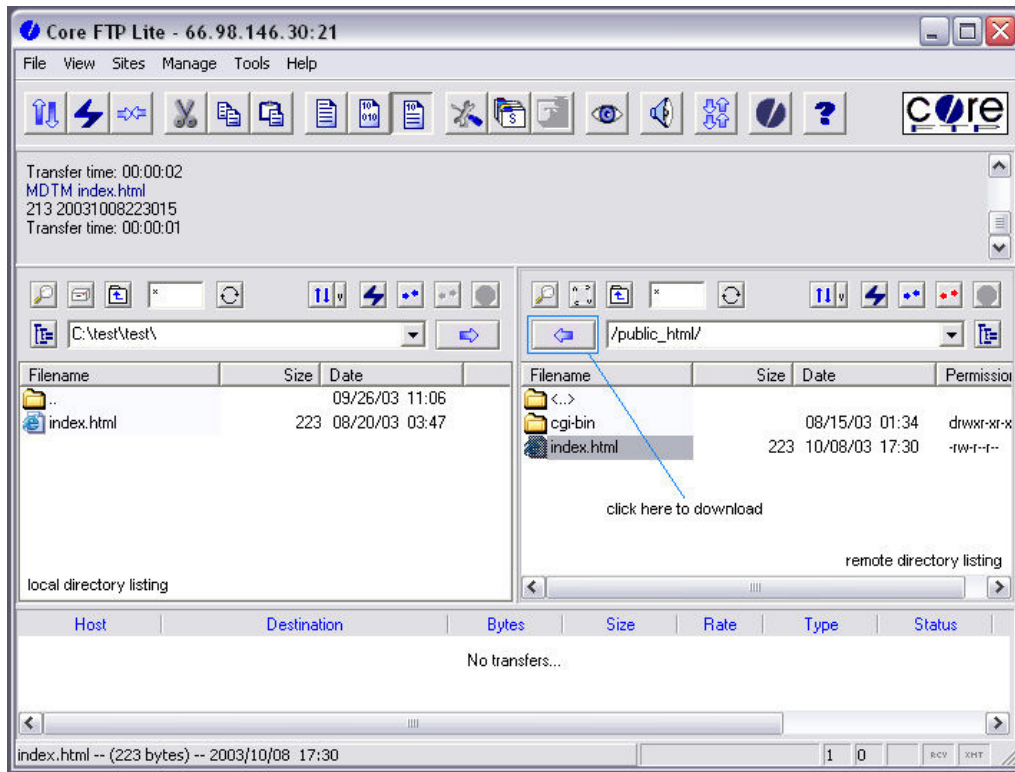 Core FTP Lite - 66.98.146.30:21
File View Sites Manage Tools Help
core
FTP
Transfer time: 00:00:02
MDTM index.html
213 20031008223015
Transfer time: 00:00:01
*
*
C:\test\test\
/public_html/
Filename Size Date
.. 09/26/03 11:06
index.html 223 08/20/03 03:47
local directory listing
Filename Size Date Permission
<..>
cgi-bin 08/15/03 01:34 drwxr-xr-x
index.html 223 10/08/03 17:30 -rw-r--r--
click here to download
remote directory listing
Host Destination Bytes Size Rate Type Status
No transfers...
index.html -- (223 bytes) -- 2003/10/08 17:30
1 0 RCV XMT